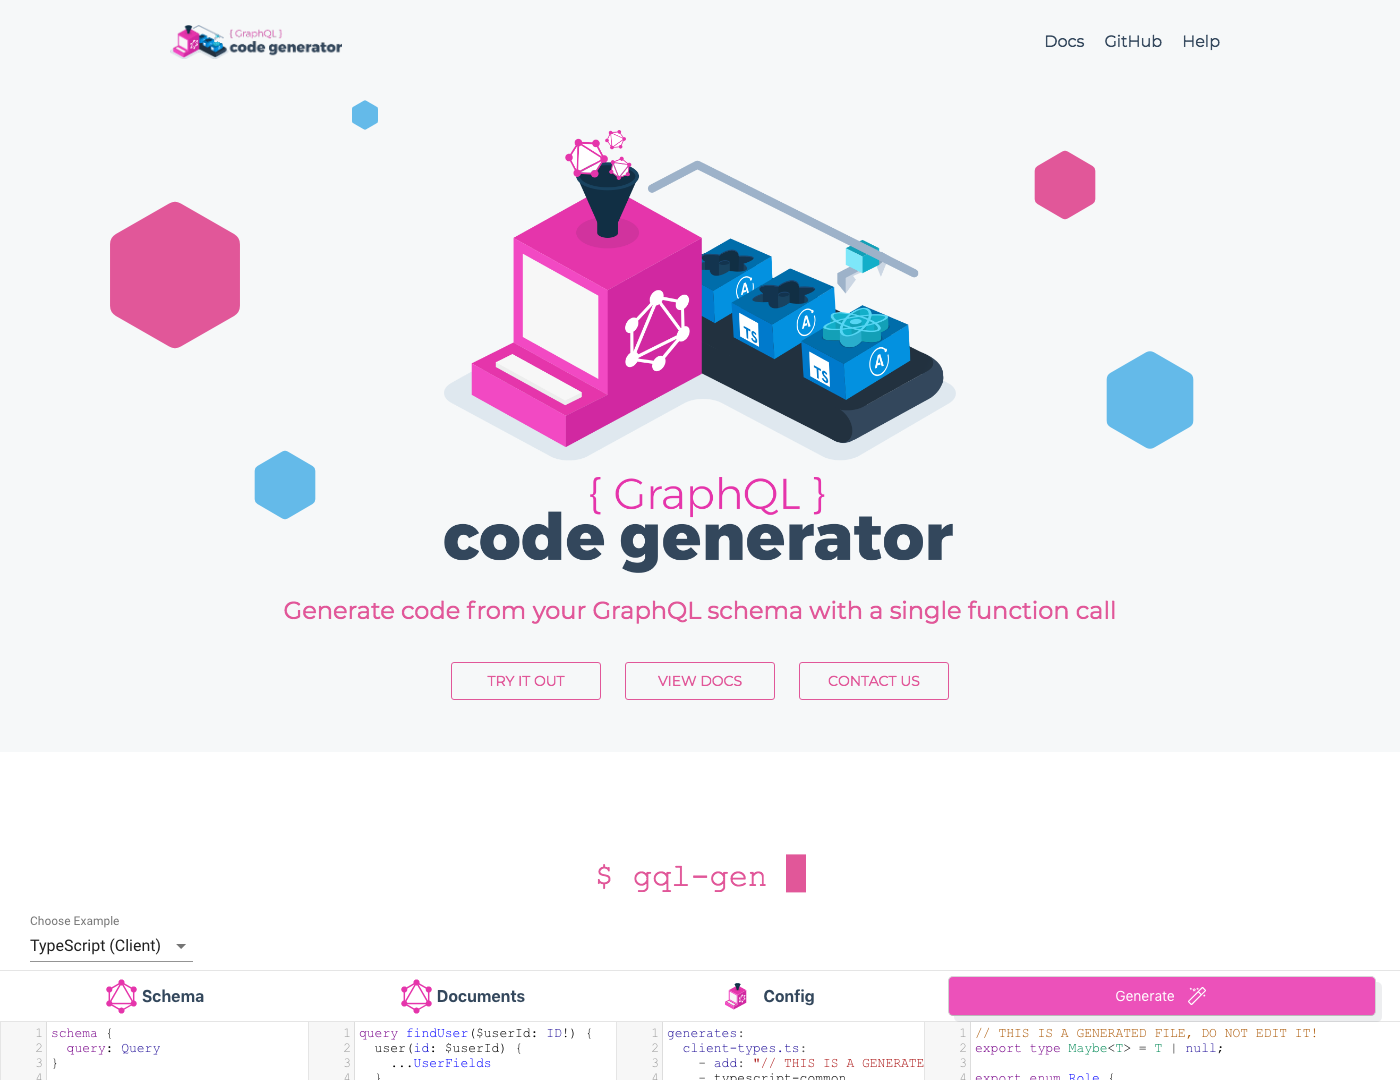 { GraphQL }
code generator
Docs GitHub Help
TS
TS
A
A
A
{ GraphQL }
code generator
Generate code from your GraphQL schema with a single function call
TRY IT OUT
VIEW DOCS
CONTACT US
$ gql-gen
Choose Example
TypeScript (Client)
Schema
Documents
Config
Generate
1 schema {
2 query: Query
3 }
4
1 query findUser($userId: ID!) {
2 user(id: $userId) {
3 ...UserFields
4 }
1 generates:
2 client-types.ts:
3 - add: "// THIS IS A GENERATE
4 - typescript-common
1 // THIS IS A GENERATED FILE, DO NOT EDIT IT!
2 export type Maybe<T> = T | null;
3
4 export enum Role {